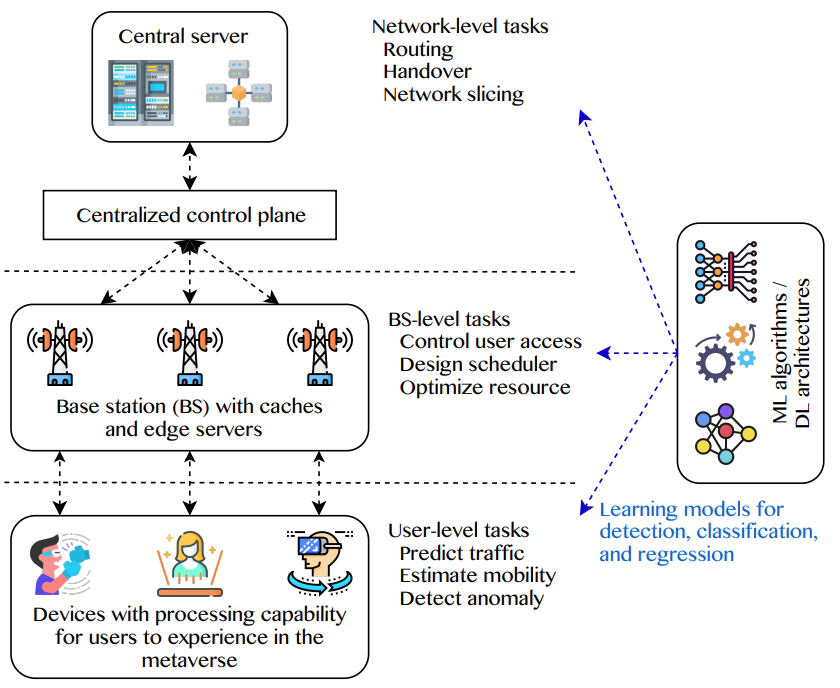 Central server
Network-level tasks
Routing
Handover
Network slicing
Centralized control plane
BS-level tasks
Control user access
Design scheduler
Optimize resource
Base station (BS) with caches
and edge servers
ML algorithms /
DL architectures
Learning models for
detection, classification,
and regression
User-level tasks
Predict traffic
Estimate mobility
Detect anomaly
Devices with processing capability
for users to experience in the
metaverse